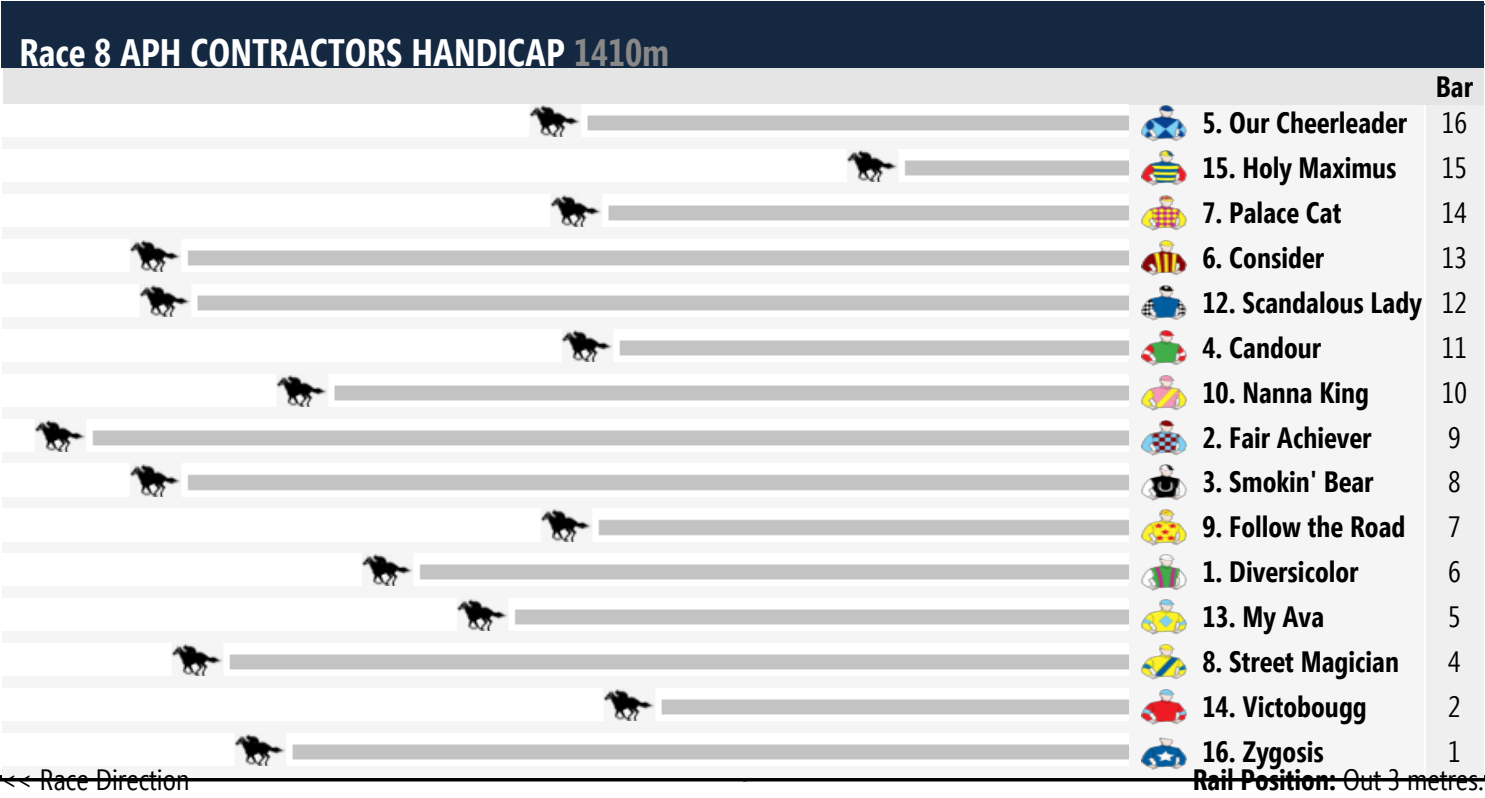 Race 8 APH CONTRACTORS HANDICAP 1410m
Bar
5. Our Cheerleader 16
15. Holy Maximus 15
7. Palace Cat 14
6. Consider 13
12. Scandalous Lady 12
4. Candour 11
10. Nanna King 10
2. Fair Achiever 9
3. Smokin' Bear 8
9. Follow the Road 7
1. Diversicolor 6
13. My Ava 5
8. Street Magician 4
14. Victobougg 2
16. Zygosis 1
<< Race Direction Rail Position: Out 3 metres.